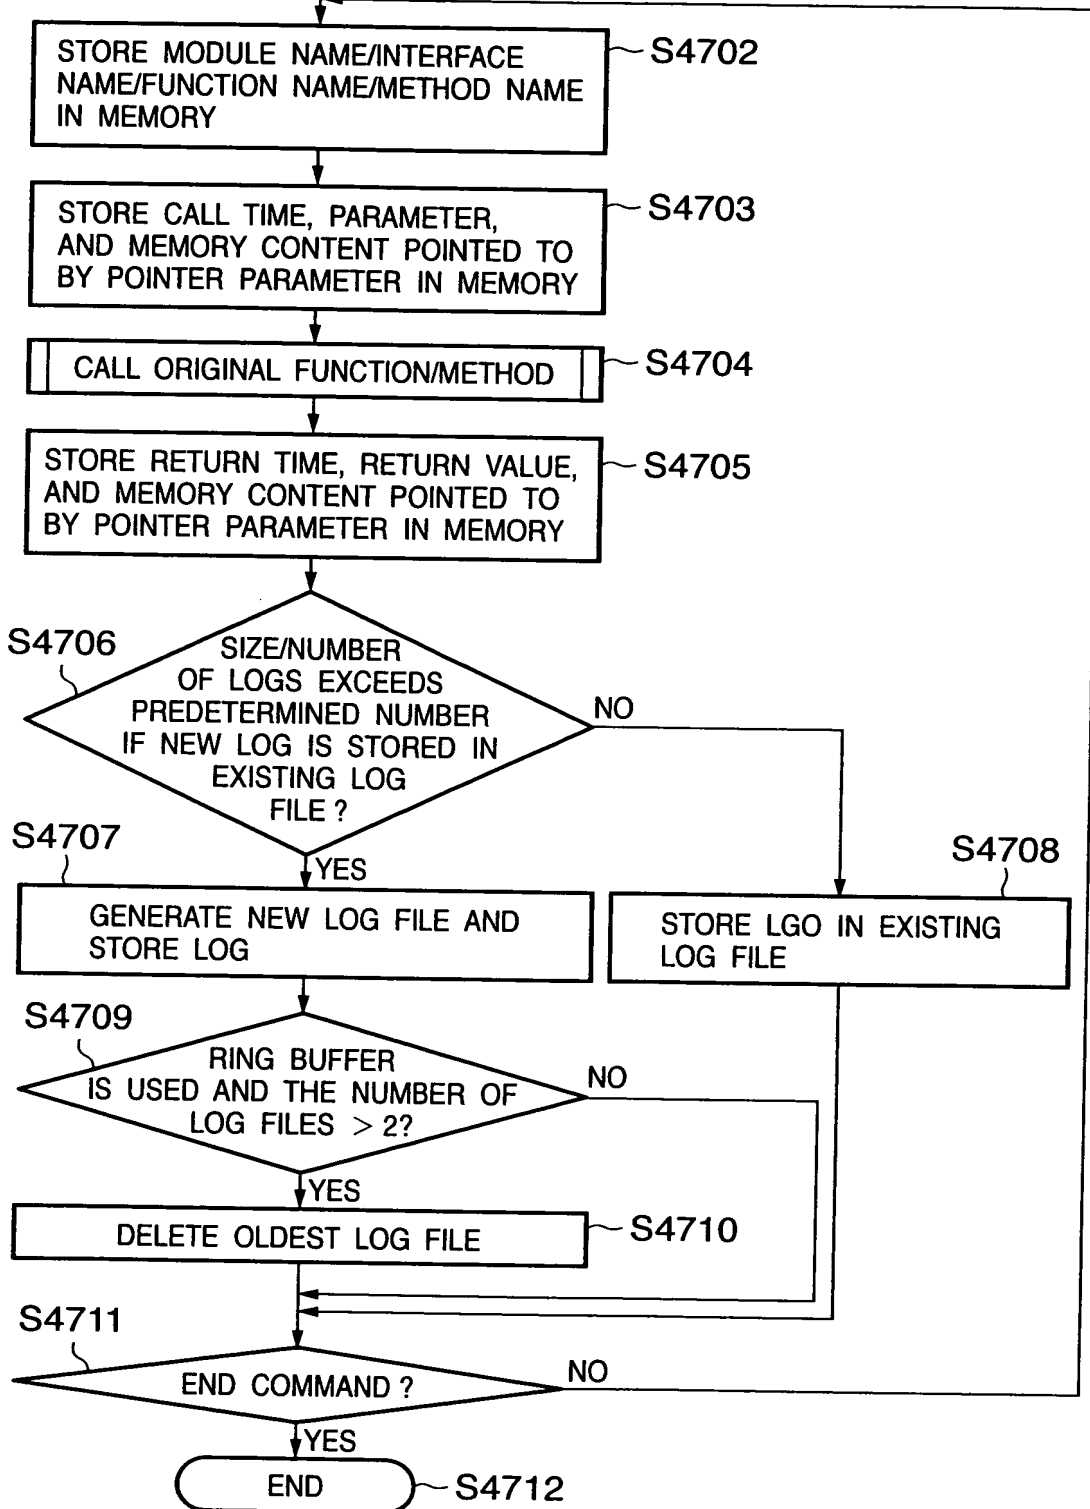 STORE MODULE NAME/INTERFACE
NAME/FUNCTION NAME/METHOD NAME
IN MEMORY
S4702
STORE CALL TIME, PARAMETER,
AND MEMORY CONTENT POINTED TO
BY POINTER PARAMETER IN MEMORY
S4703
CALL ORIGINAL FUNCTION/METHOD
S4704
STORE RETURN TIME, RETURN VALUE,
AND MEMORY CONTENT POINTED TO
BY POINTER PARAMETER IN MEMORY
S4705
S4706
SIZE/NUMBER
OF LOGS EXCEEDS
PREDETERMINED NUMBER
IF NEW LOG IS STORED IN
EXISTING LOG
FILE ?
NO
YES
S4707
GENERATE NEW LOG FILE AND
STORE LOG
S4708
STORE LGO IN EXISTING
LOG FILE
S4709
RING BUFFER
IS USED AND THE NUMBER OF
LOG FILES > 2?
NO
YES
DELETE OLDEST LOG FILE
S4710
S4711
END COMMAND ?
NO
YES
END
S4712